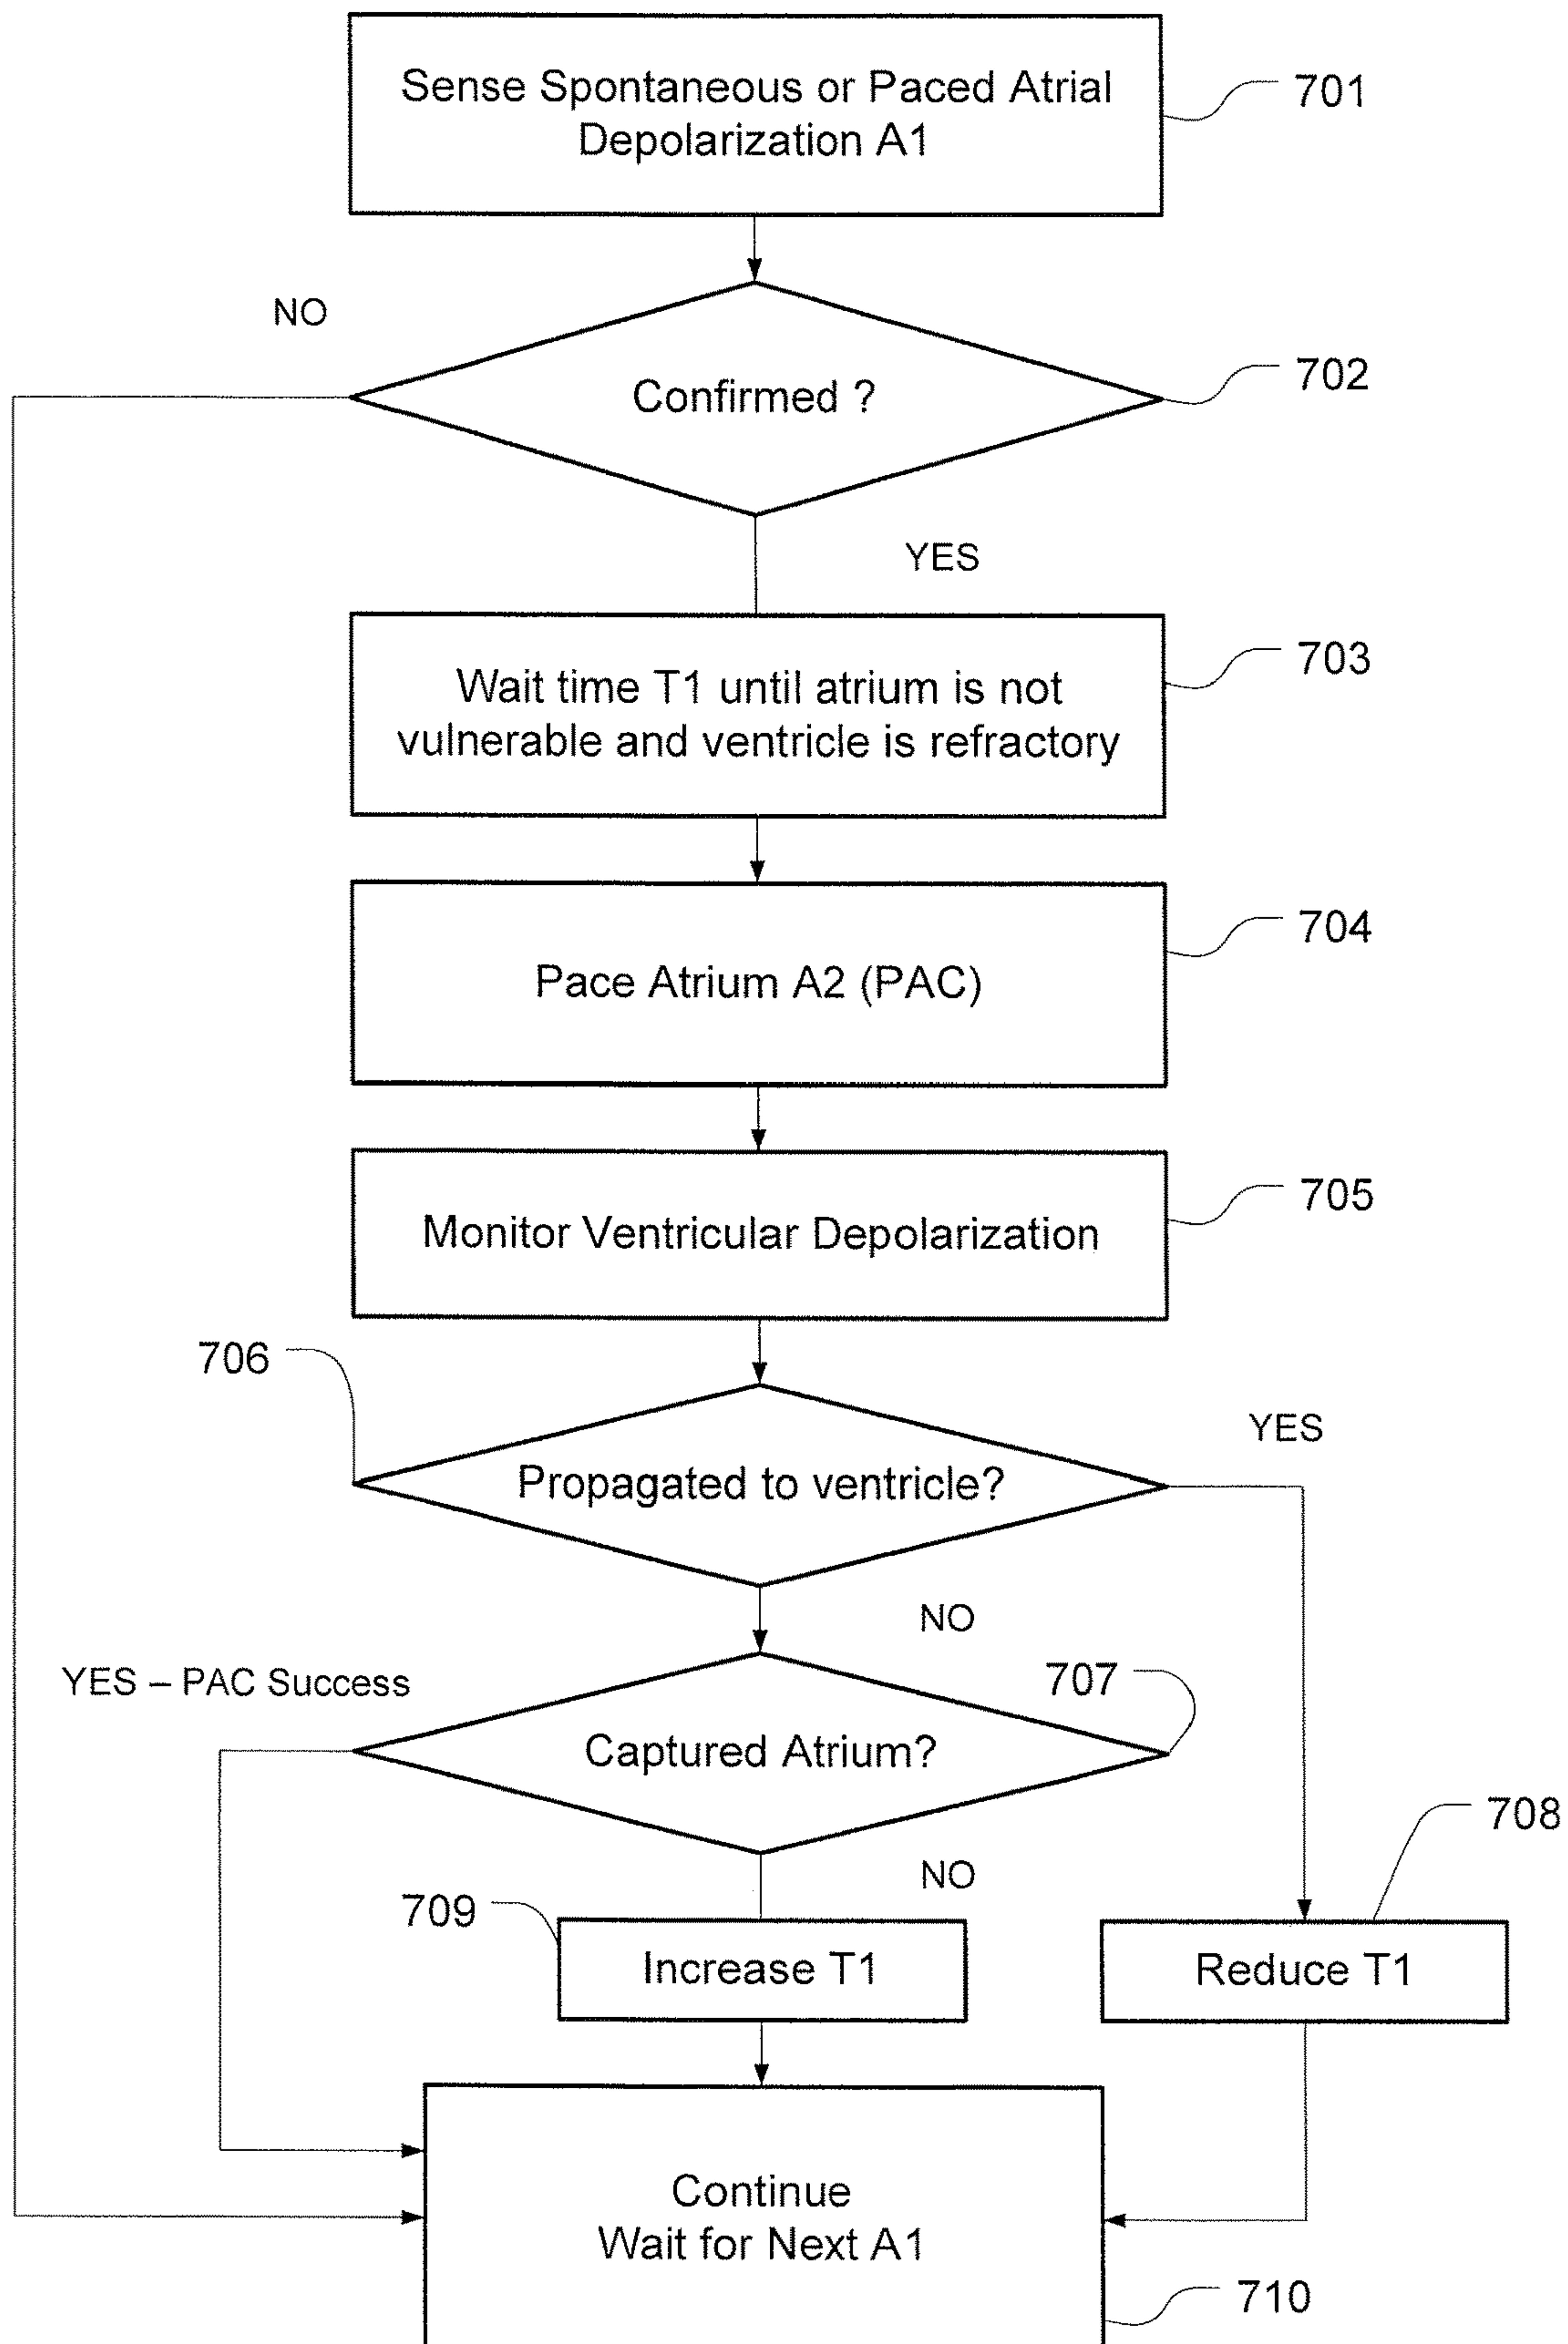 Sense Spontaneous or Paced Atrial
Depolarization A1
701
NO
Confirmed ?
702
YES
Wait time T1 until atrium is not
vulnerable and ventricle is refractory
703
Pace Atrium A2 (PAC)
704
Monitor Ventricular Depolarization
705
706
Propagated to ventricle?
YES
NO
YES – PAC Success
707
Captured Atrium?
NO
708
709
Increase T1
Reduce T1
Continue
Wait for Next A1
710